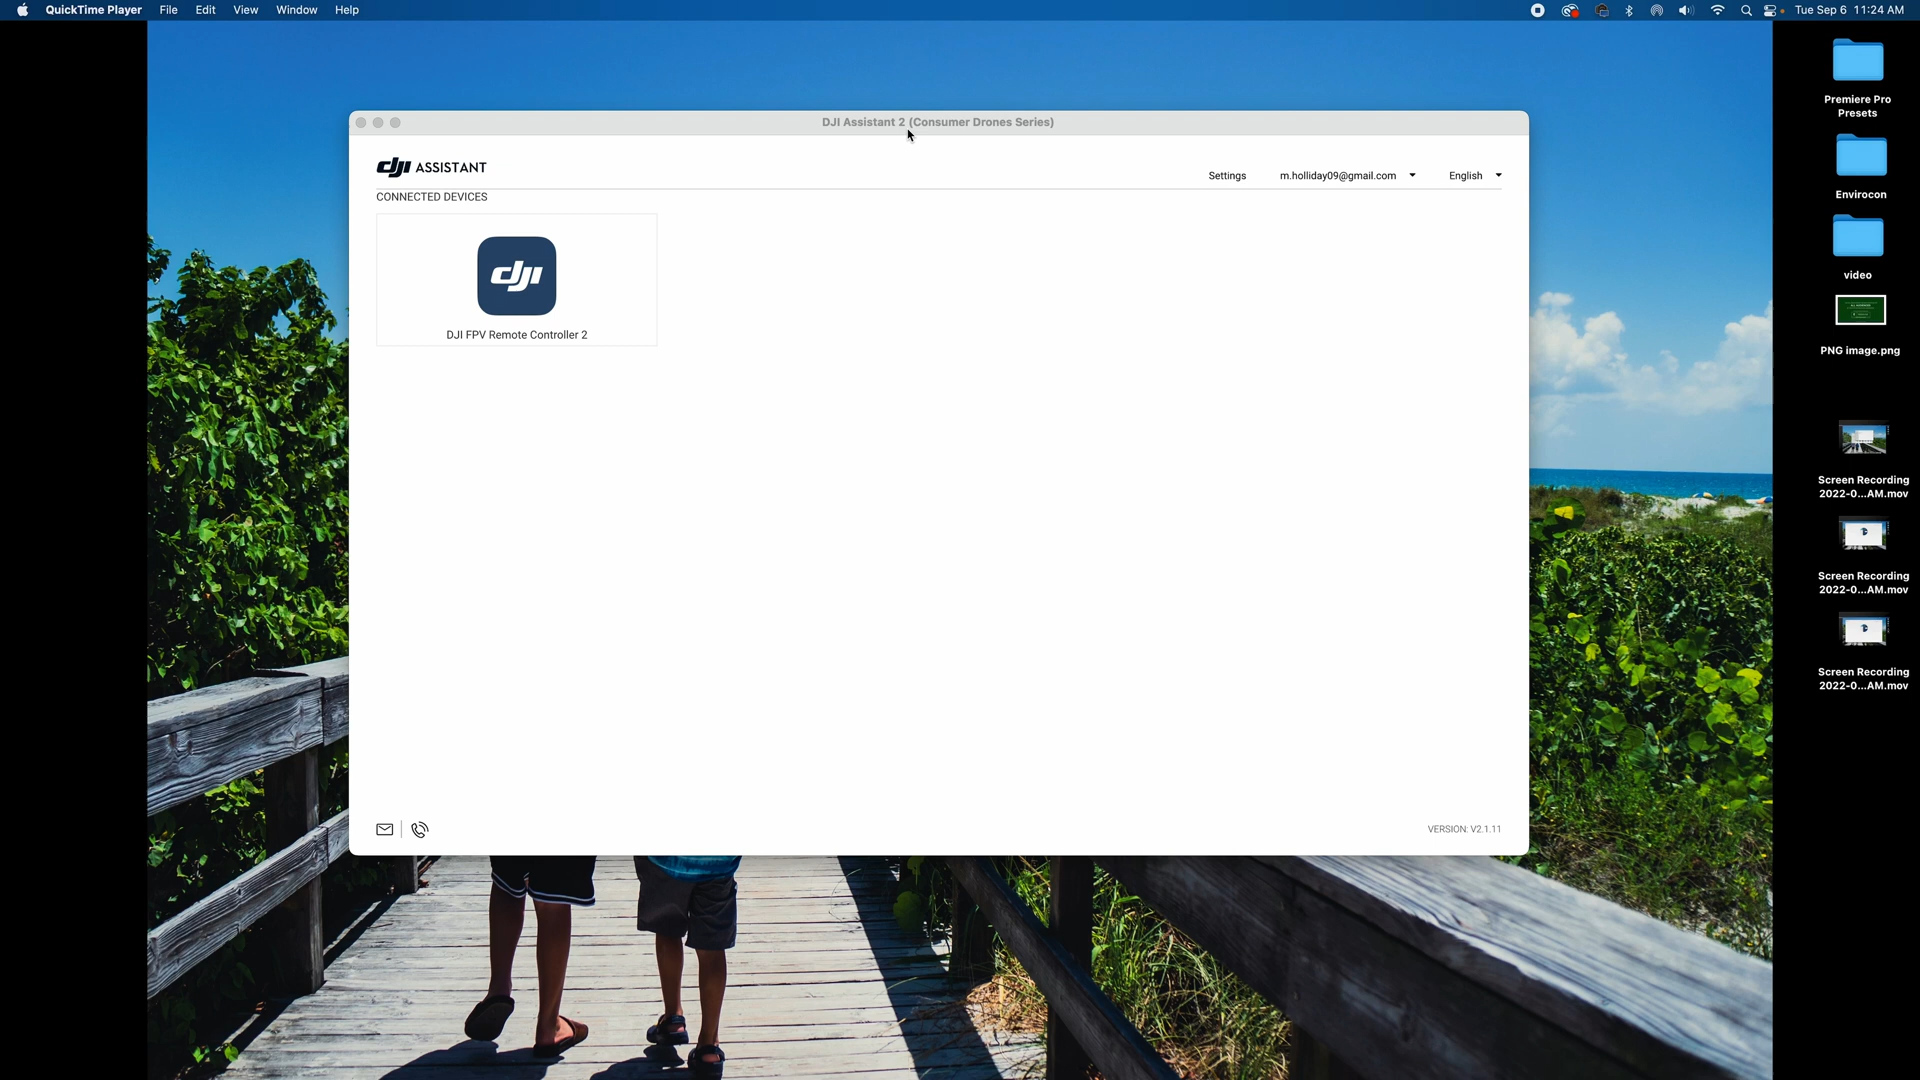 QuickTime Player File Edit View Window Help
Tue Sep 6 11:24 AM
DJI Assistant 2 (Consumer Drones Series)
dji ASSISTANT
Settings m.holliday09@gmail.com English
CONNECTED DEVICES
dji
DJI FPV Remote Controller 2
VERSION: V2.1.11
Premiere Pro
Presets
Envirocon
video
PNG image.png
Screen Recording
2022-0...AM.mov
Screen Recording
2022-0...AM.mov
Screen Recording
2022-0...AM.mov